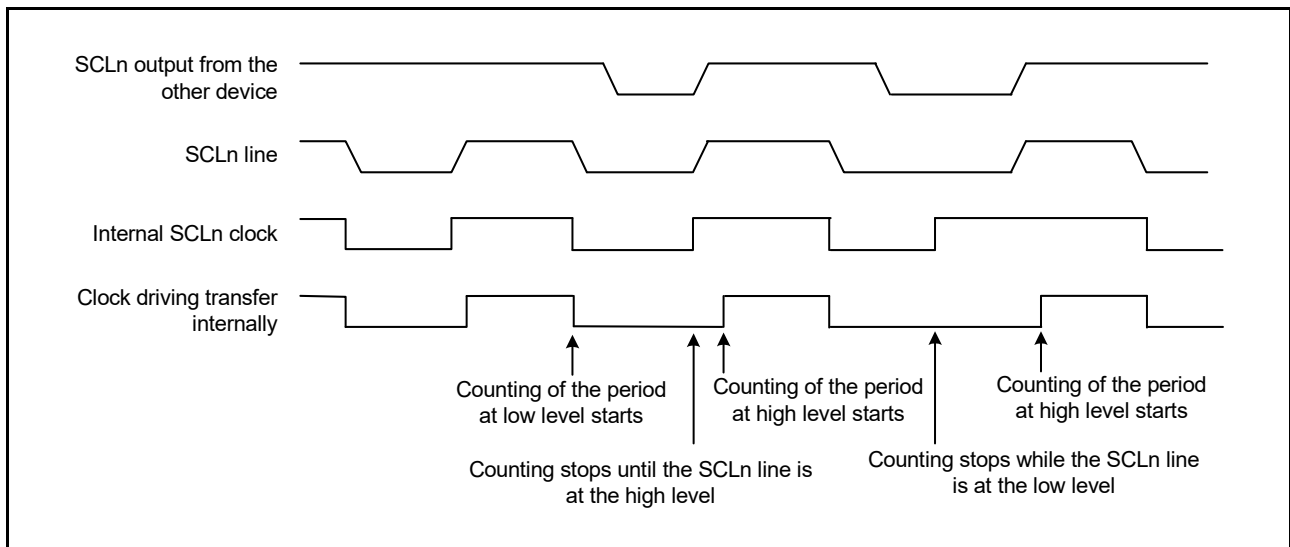 SCLn output from the
other device
SCLn line
Internal SCLn clock
Clock driving transfer
internally
Counting of the period
at low level starts
Counting of the period
at high level starts
Counting of the period
at high level starts
Counting stops until the SCLn line is
at the high level
Counting stops while the SCLn line
is at the low level